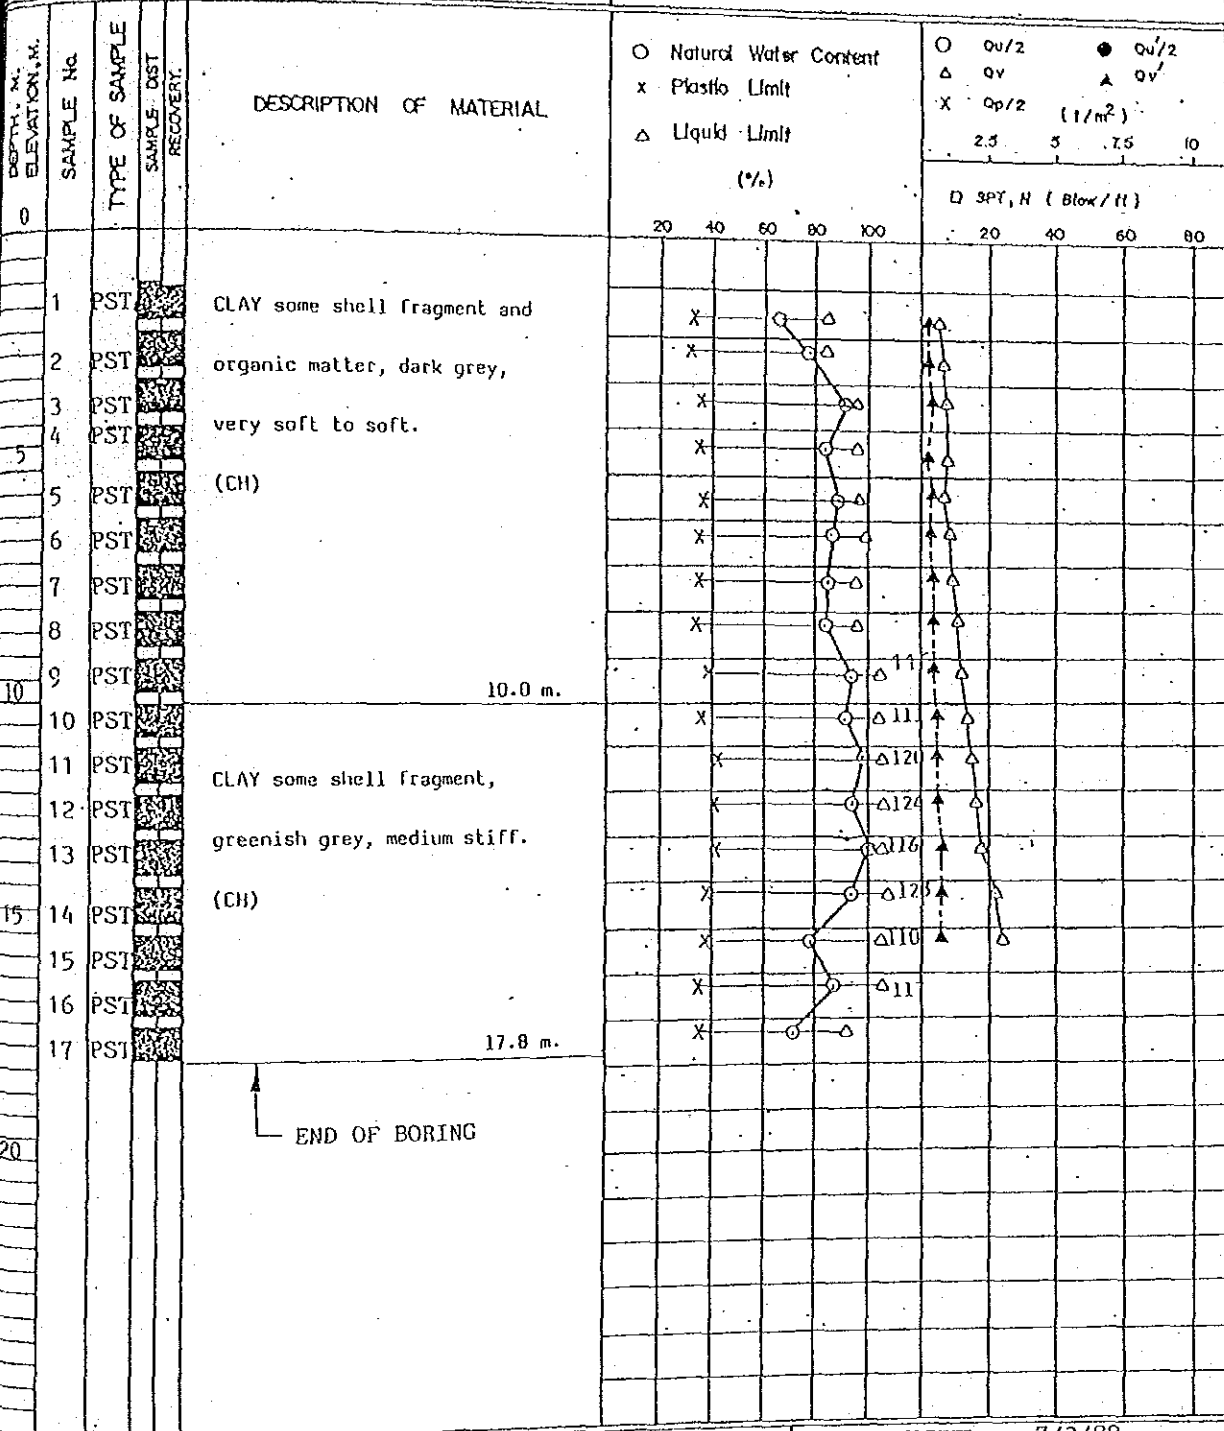 DEPTH, M.
ELEVATION, M.
SAMPLE No.
TYPE OF SAMPLE
SAMPLE DIST
RECOVERY.
DESCRIPTION OF MATERIAL
O Natural Water Content
x Plastic Limit
△ Liquid Limit
(%)
O Qu/2 ● Qu'/2
△ Qv ▲ Qv'
X Qp/2 (t/m²)
2.5 5 7.5 10
□ SPT, N (Blow/ft)
20 40 60 80 100 20 40 60 80
0
1 PST CLAY some shell fragment and
2 PST organic matter, dark grey,
3 PST very soft to soft.
4 PST
5
5 PST (CH)
6 PST
7 PST
8 PST
9 PST
10 10.0 m.
10 PST 11
11 PST CLAY some shell fragment, 120
12 PST 124
13 PST greenish grey, medium stiff. 116
15 14 PST (CH) 123
15 PST 110
16 PST 11
17 PST 17.8 m.
END OF BORING
20
7/3/88